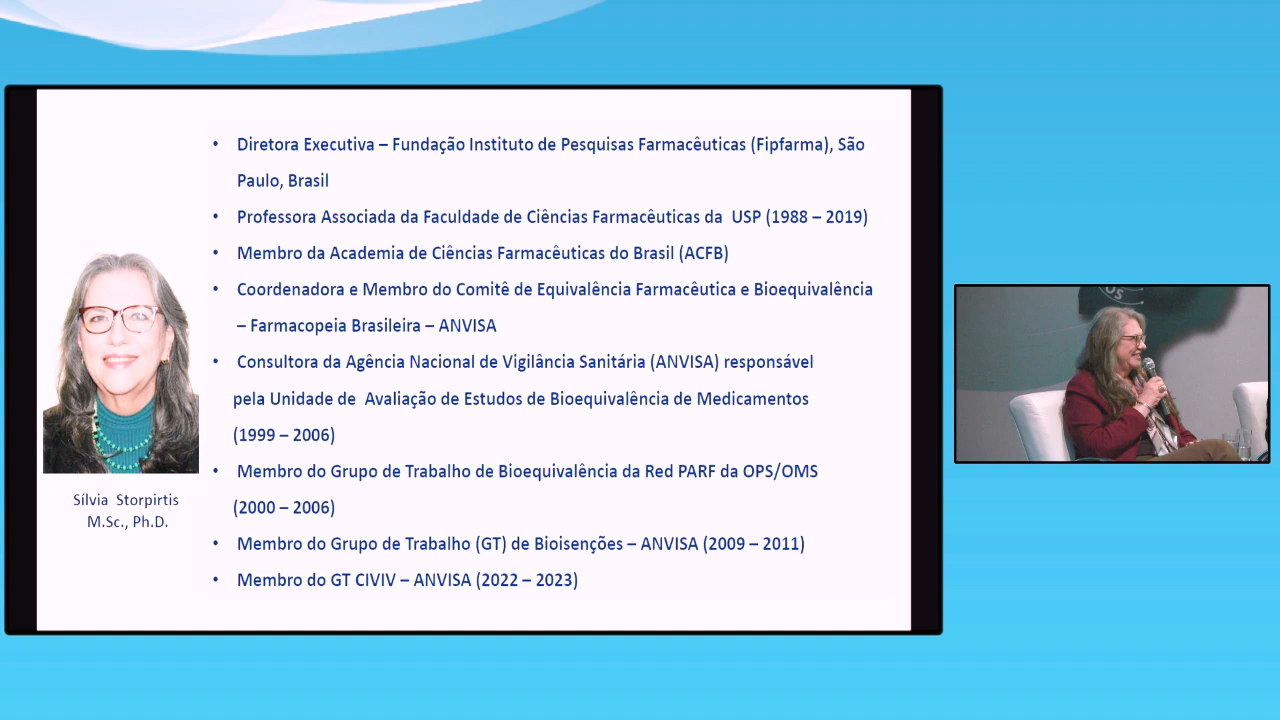 • Diretora Executiva – Fundação Instituto de Pesquisas Farmacêuticas (Fipfarma), São
Paulo, Brasil
• Professora Associada da Faculdade de Ciências Farmacêuticas da USP (1988 – 2019)
• Membro da Academia de Ciências Farmacêuticas do Brasil (ACFB)
• Coordenadora e Membro do Comitê de Equivalência Farmacêutica e Bioequivalência
– Farmacopeia Brasileira – ANVISA
• Consultora da Agência Nacional de Vigilância Sanitária (ANVISA) responsável
pela Unidade de Avaliação de Estudos de Bioequivalência de Medicamentos
(1999 – 2006)
• Membro do Grupo de Trabalho de Bioequivalência da Red PARF da OPS/OMS
(2000 – 2006)
• Membro do Grupo de Trabalho (GT) de Bioisenções – ANVISA (2009 – 2011)
• Membro do GT CIVIV – ANVISA (2022 – 2023)
Sílvia Storpirtis
M.Sc., Ph.D.